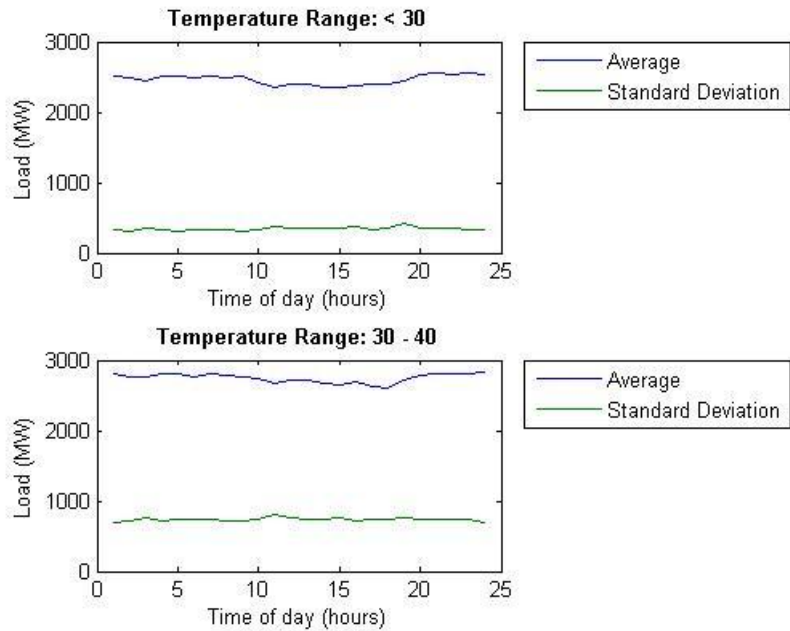 Temperature Range: < 30
3000
2000
1000
0
Load (MW)
0 5 10 15 20 25
Time of day (hours)
Average
Standard Deviation
Temperature Range: 30 - 40
3000
2000
1000
0
Load (MW)
0 5 10 15 20 25
Time of day (hours)
Average
Standard Deviation